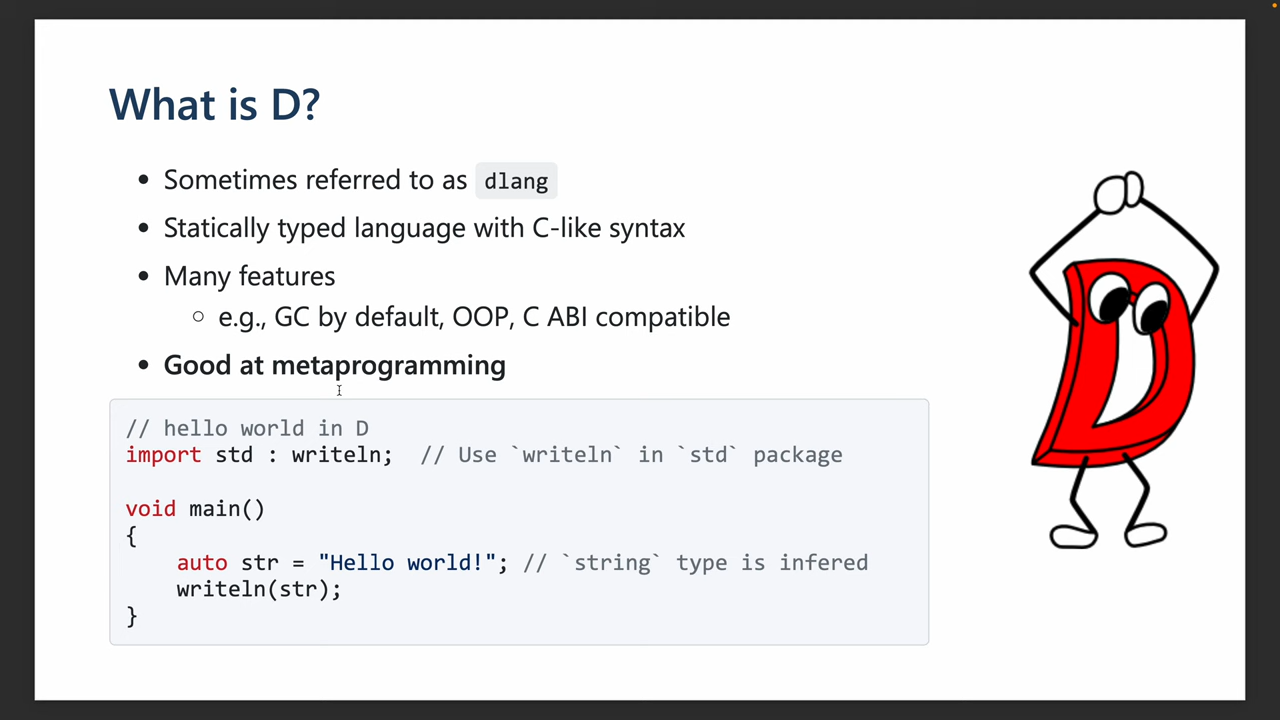 What is D?
• Sometimes referred to as dlang
• Statically typed language with C-like syntax
• Many features
○ e.g., GC by default, OOP, C ABI compatible
• Good at metaprogramming
// hello world in D
import std : writeln;  // Use `writeln` in `std` package
void main()
{
    auto str = "Hello world!"; // `string` type is infered
    writeln(str);
}